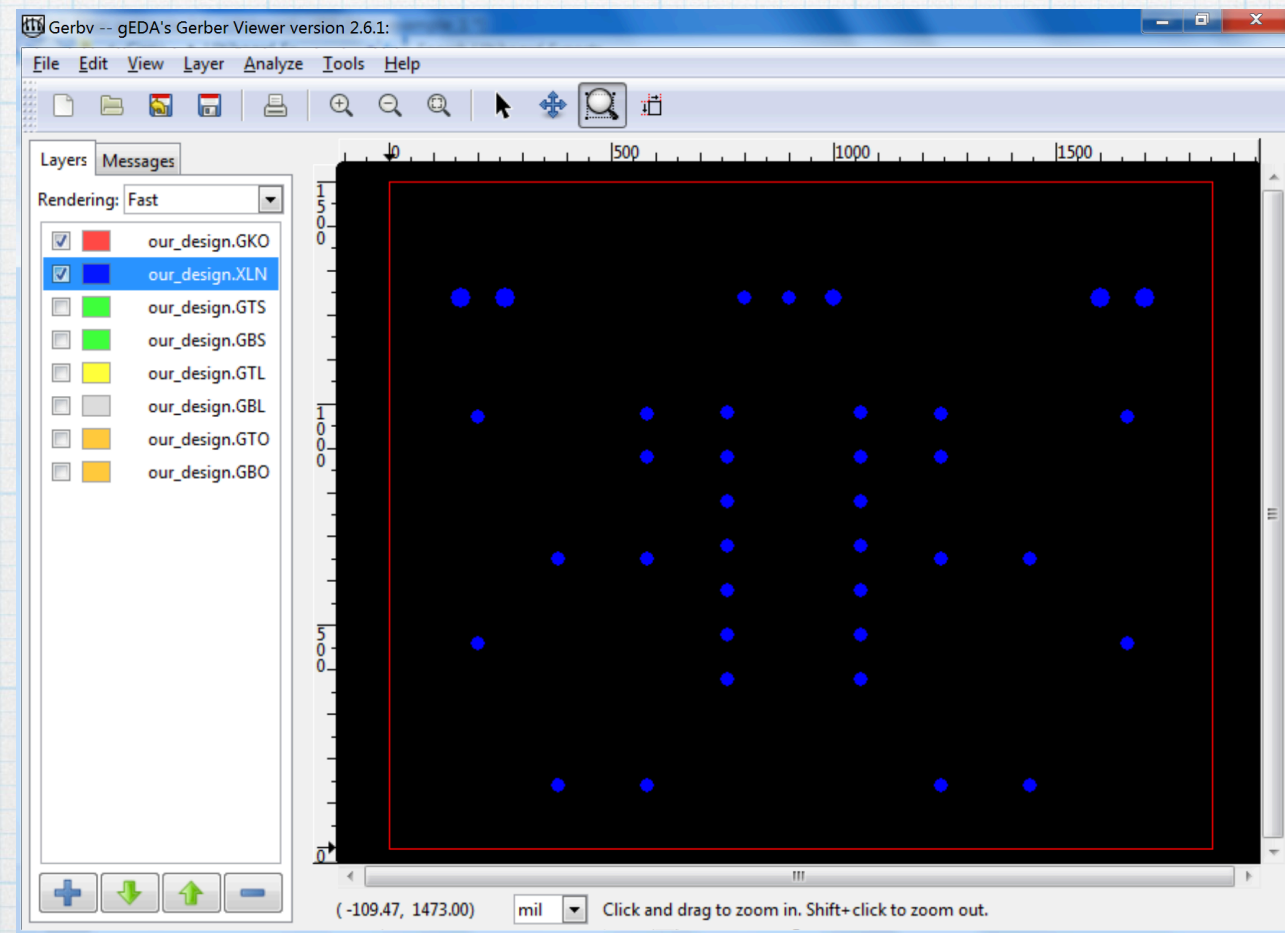 Gerbv -- gEDA's Gerber Viewer version 2.6.1:
File Edit View Layer Analyze Tools Help
Layers Messages
Rendering: Fast
our_design.GKO
our_design.XLN
our_design.GTS
our_design.GBS
our_design.GTL
our_design.GBL
our_design.GTO
our_design.GBO
0 500 1000 1500
1500
1000
500
0
( -109.47, 1473.00) mil Click and drag to zoom in. Shift+click to zoom out.